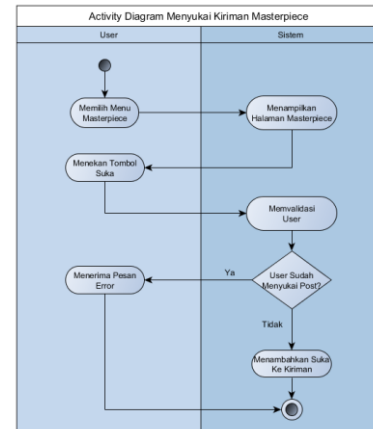 Activity Diagram Menyukai Kiriman Masterpiece
User
Sistem
Memilih Menu
Masterpiece
Menampilkan
Halaman Masterpiece
Menekan Tombol
Suka
Memvalidasi
User
User Sudah
Menyukai Post?
Ya
Menerima Pesan
Error
Tidak
Menambahkan Suka
Ke Kiriman